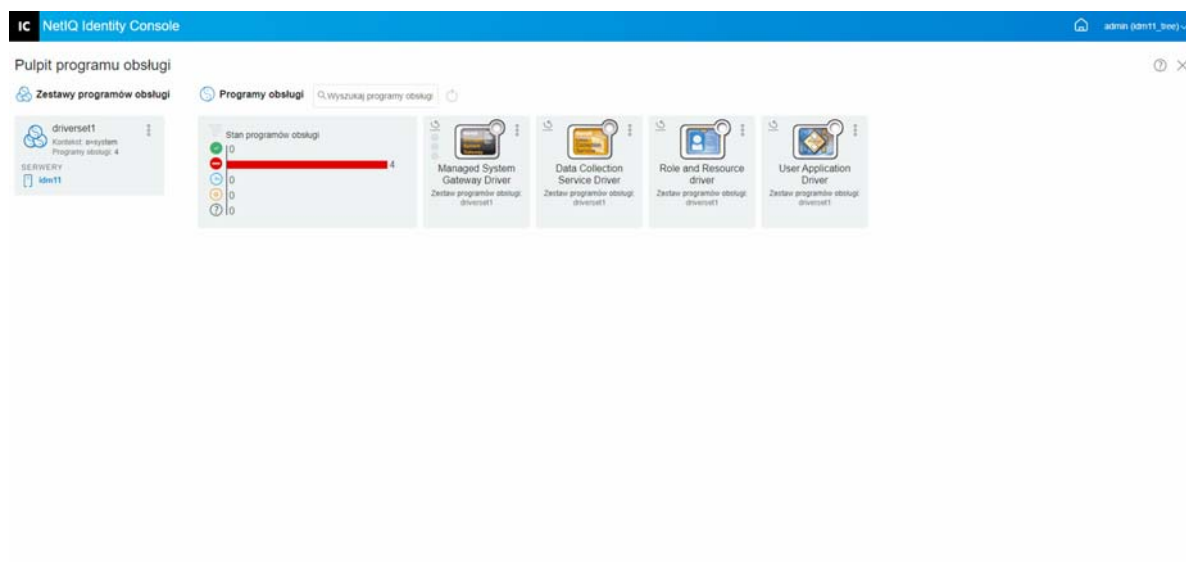 IC NetIQ Identity Console
admin (idm11_tree)
Pulpit programu obsługi
Zestawy programów obsługi
Programy obsługi
Wyszukaj programy obsługi
driverset1
Kontekst: o=system
Programy obsługi: 4
SERWERY
idm11
Stan programów obsługi
0
4
0
0
0
Managed System
Gateway Driver
Zestaw programów obsługi:
driverset1
Data Collection
Service Driver
Zestaw programów obsługi:
driverset1
Role and Resource
driver
Zestaw programów obsługi:
driverset1
User Application
Driver
Zestaw programów obsługi:
driverset1